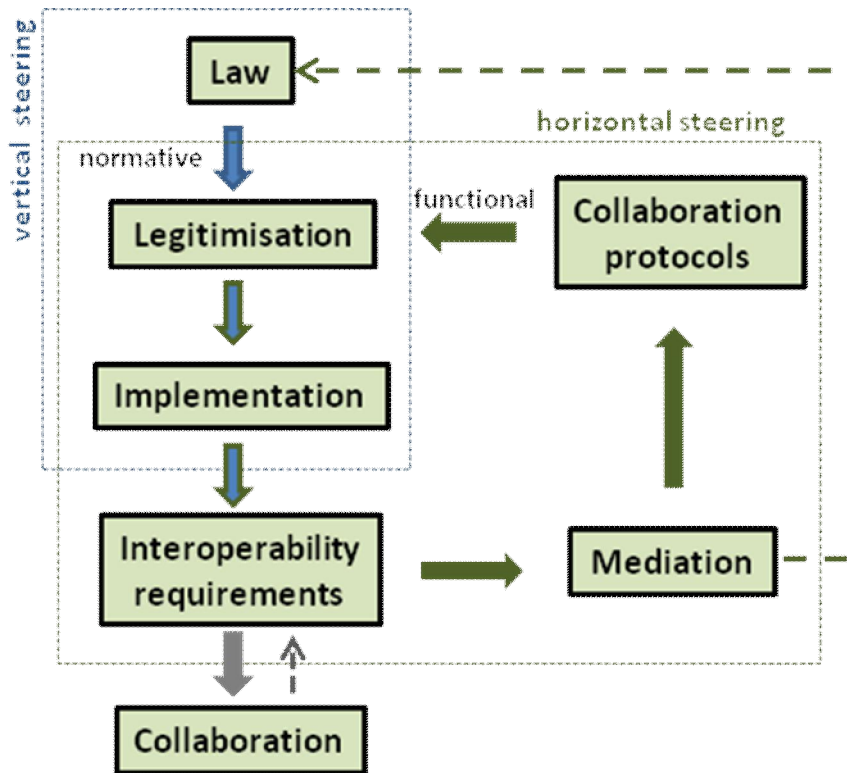 vertical steering
Law
horizontal steering
normative
functional
Legitimisation
Collaboration
protocols
Implementation
Interoperability
requirements
Mediation
Collaboration